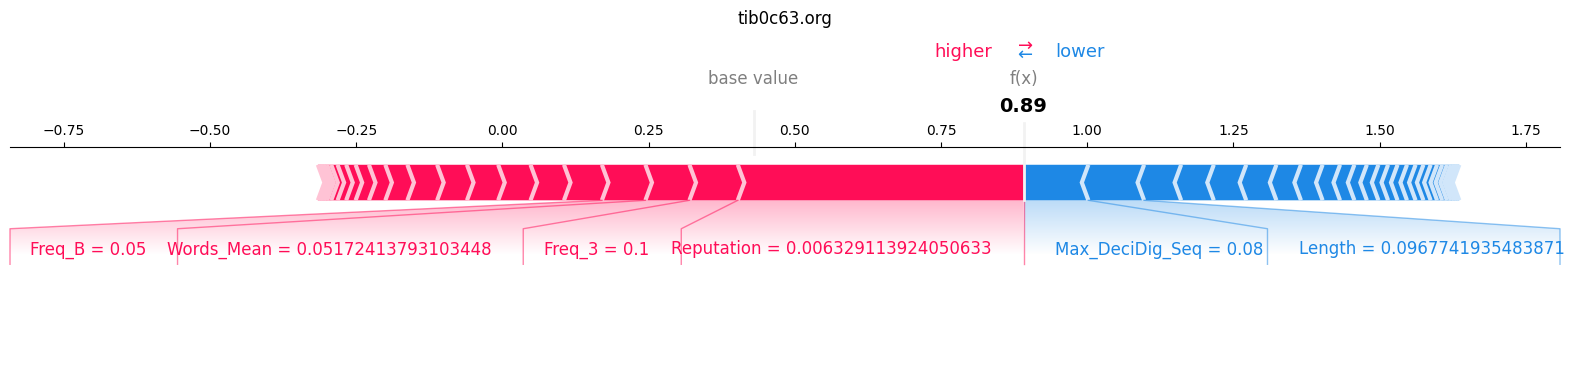 tib0c63.org
higher ⇄ lower
base value f(x)
0.89
−0.75 −0.50 −0.25 0.00 0.25 0.50 0.75 1.00 1.25 1.50 1.75
Freq_B = 0.05 Words_Mean = 0.05172413793103448 Freq_3 = 0.1 Reputation = 0.006329113924050633 Max_DeciDig_Seq = 0.08 Length = 0.0967741935483871